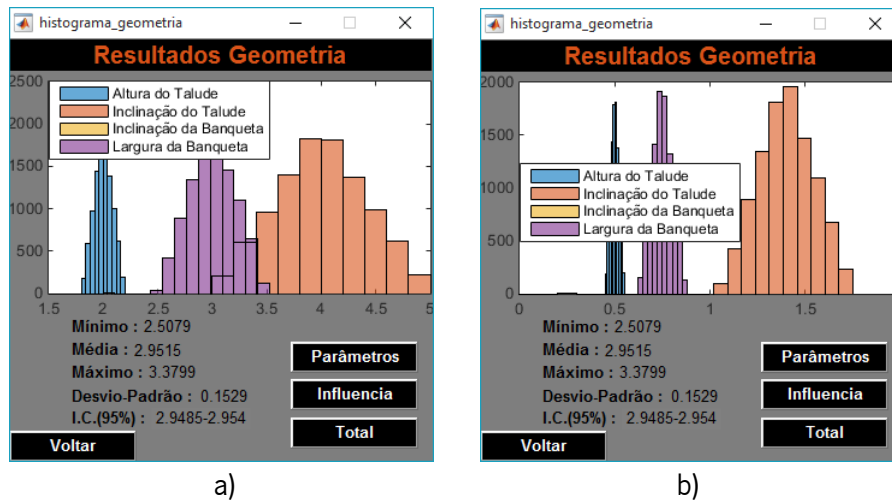 histograma_geometria
Resultados Geometria
2500
2000
1500
1000
500
0
Altura do Talude
Inclinação do Talude
Inclinação da Banqueta
Largura da Banqueta
1.5 2 2.5 3 3.5 4 4.5 5
Mínimo : 2.5079
Média : 2.9515
Máximo : 3.3799
Desvio-Padrão : 0.1529
I.C.(95%) : 2.9485-2.954
Parâmetros
Influencia
Total
Voltar
a)
histograma_geometria
Resultados Geometria
2000
1500
1000
500
0
Altura do Talude
Inclinação do Talude
Inclinação da Banqueta
Largura da Banqueta
0 0.5 1 1.5
Mínimo : 2.5079
Média : 2.9515
Máximo : 3.3799
Desvio-Padrão : 0.1529
I.C.(95%) : 2.9485-2.954
Parâmetros
Influencia
Total
Voltar
b)